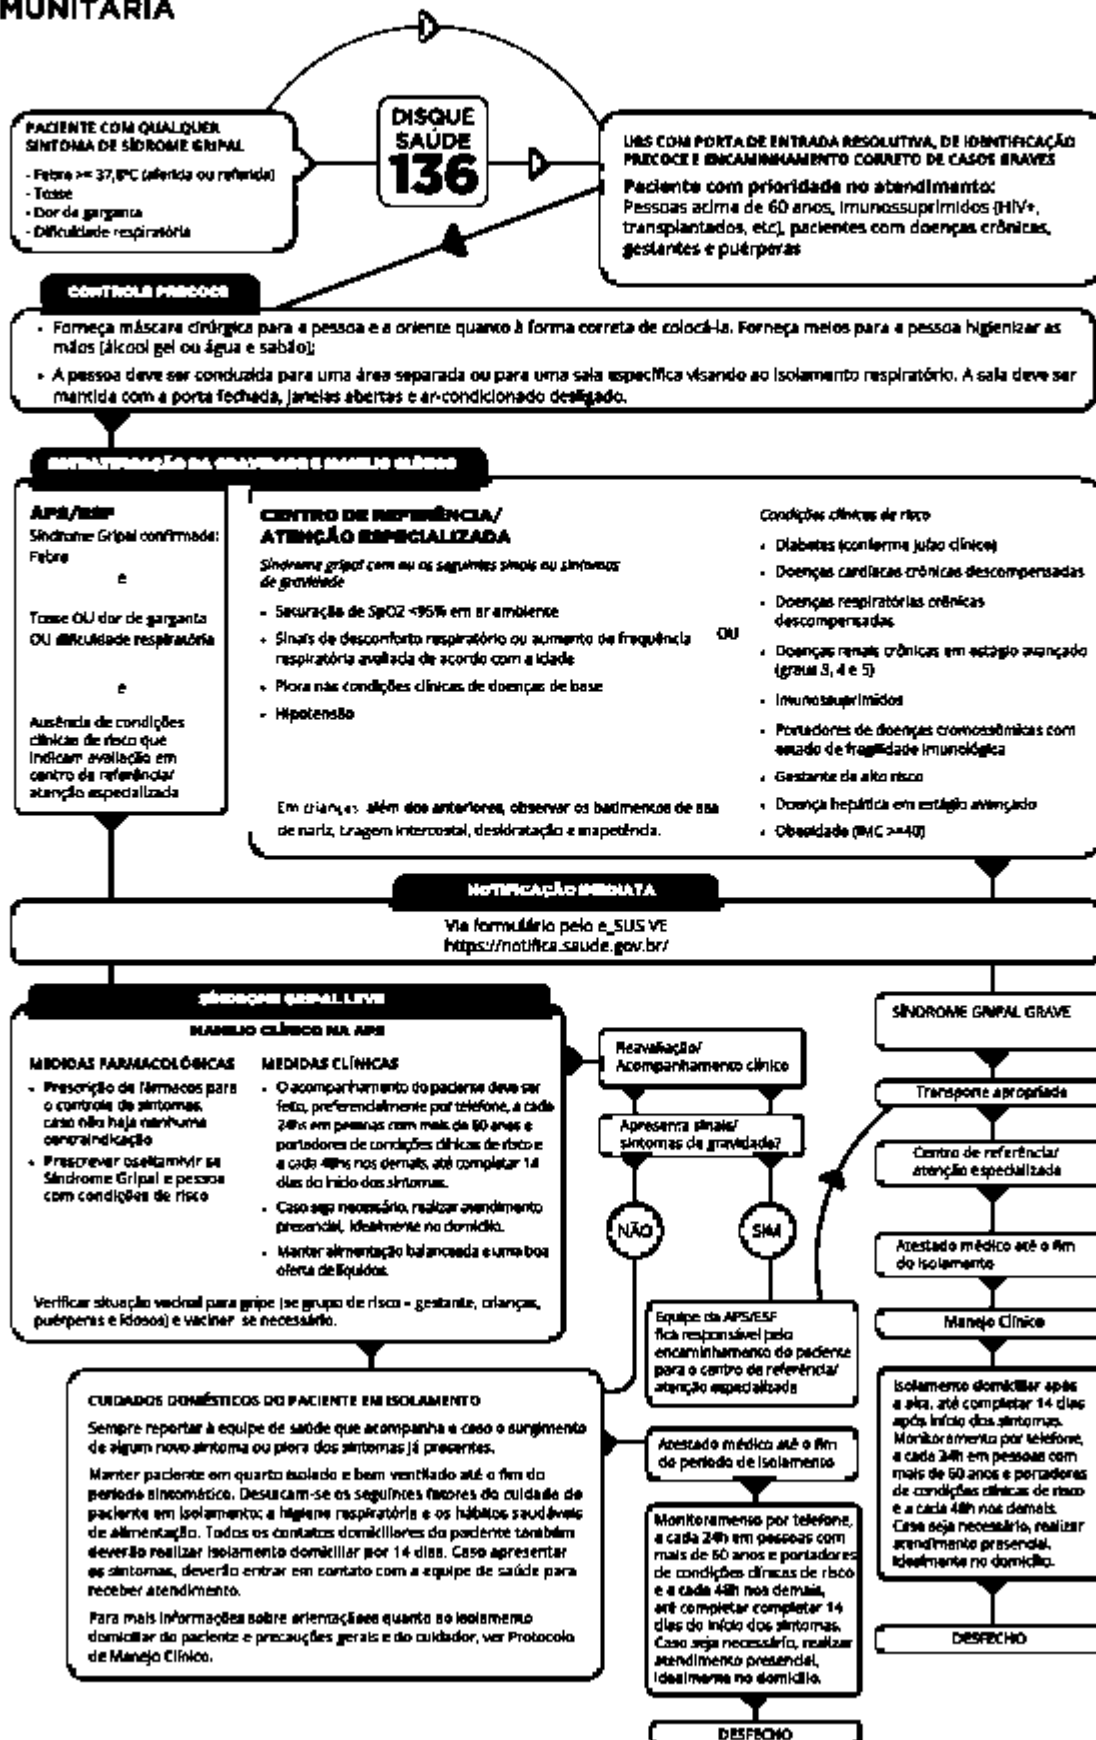 MUNITÁRIA
PACIENTE COM QUALQUER
SINTOMA DE SÍDROME GRIPAL
- Febre >= 37,8ºC (aferida ou referida)
- Tosse
- Dor de garganta
- Dificuldade respiratória
DISQUE
SAÚDE
136
UBS COM PORTA DE ENTRADA RESOLUTIVA, DE IDENTIFICAÇÃO
PRECOCE E ENCAMINHAMENTO CORRETO DE CASOS GRAVES
Paciente com prioridade no atendimento:
Pessoas acima de 60 anos, imunossuprimidos (HIV+,
transplantados, etc), pacientes com doenças crônicas,
gestantes e puérperas
CONTROLE PRECOCE
• Forneça máscara cirúrgica para a pessoa e a oriente quanto à forma correta de colocá-la. Forneça meios para a pessoa higienizar as
mãos (álcool gel ou água e sabão);
• A pessoa deve ser conduzida para uma área separada ou para uma sala específica visando ao isolamento respiratório. A sala deve ser
mantida com a porta fechada, janelas abertas e ar-condicionado desligado.
ESTRATIFICAÇÃO DA GRAVIDADE E MANEJO CLÍNICO
APS/ESF
Síndrome Gripal confirmada:
Febre
e
Tosse OU dor de garganta
OU dificuldade respiratória
e
Ausência de condições
clínicas de risco que
indicam avaliação em
centro de referência/
atenção especializada
CENTRO DE REFERÊNCIA/
ATENÇÃO ESPECIALIZADA
Síndrome gripal com ou os seguintes sinais ou sintomas
de gravidade
• Saturação de SpO2 <95% em ar ambiente
• Sinais de desconforto respiratório ou aumento de frequência
respiratória avaliada de acordo com a idade
• Piora nas condições clínicas de doenças de base
• Hipotensão
Em crianças além dos anteriores, observar os batimentos de asa
de nariz, tiragem intercostal, desidratação e inapetência.
OU
Condições clínicas de risco
• Diabetes (conforme juízo clínico)
• Doenças cardíacas crônicas descompensadas
• Doenças respiratórias crônicas
descompensadas
• Doenças renais crônicas em estágio avançado
(graus 3, 4 e 5)
• Imunosuprimidos
• Portadores de doenças cromossômicas com
estado de fragilidade imunológica
• Gestante de alto risco
• Doença hepática em estágio avançado
• Obesidade (IMC >=40)
NOTIFICAÇÃO IMEDIATA
Via formulário pelo e_SUS VE
https://notifica.saude.gov.br/
SÍNDROME GRIPAL LEVE
MANEJO CLÍNICO NA APS
MEDIDAS FARMACOLÓGICAS
• Prescrição de fármacos para
o controle de sintomas,
caso não haja nenhuma
contraindicação
• Prescrever oseltamivir se
Síndrome Gripal e pessoa
com condições de risco
MEDIDAS CLÍNICAS
• O acompanhamento do paciente deve ser
feito, preferencialmente por telefone, a cada
24hs em pessoas com mais de 60 anos e
portadores de condições clínicas de risco e
a cada 48hs nos demais, até completar 14
dias do início dos sintomas.
• Caso seja necessário, realizar atendimento
presencial, idealmente no domicílio.
• Manter alimentação balanceada e uma boa
oferta de líquidos.
Verificar situação vacinal para gripe (se grupo de risco – gestante, crianças,
puérperas e idosos) e vacinar se necessário.
Reavaliação/
Acompanhamento clínico
Apresenta sinais/
sintomas de gravidade?
NÃO
SIM
Equipe da APS/ESF
fica responsável pelo
encaminhamento do paciente
para o centro de referência/
atenção especializada
SÍNDROME GRIPAL GRAVE
Transporte apropriado
Centro de referência/
atenção especializada
Atestado médico até o fim
do isolamento
Manejo Clínico
Isolamento domiciliar após
a alta, até completar 14 dias
após início dos sintomas.
Monitoramento por telefone,
a cada 24h em pessoas com
mais de 60 anos e portadores
de condições clínicas de risco
e a cada 48h nos demais.
Caso seja necessário, realizar
atendimento presencial,
idealmente no domicílio.
DESFECHO
CUIDADOS DOMÉSTICOS DO PACIENTE EM ISOLAMENTO
Sempre reportar à equipe de saúde que acompanha o caso o surgimento
de algum novo sintoma ou piora dos sintomas já presentes.
Manter paciente em quarto isolado e bem ventilado até o fim do
período sintomático. Destacam-se os seguintes fatores do cuidado do
paciente em isolamento: a higiene respiratória e os hábitos saudáveis
de alimentação. Todos os contatos domiciliares do paciente também
deverão realizar isolamento domiciliar por 14 dias. Caso apresentar
os sintomas, deverão entrar em contato com a equipe de saúde para
receber atendimento.
Para mais informações sobre orientações quanto ao isolamento
domiciliar do paciente e precauções gerais e do cuidador, ver Protocolo
de Manejo Clínico.
Atestado médico até o fim
do período de isolamento
Monitoramento por telefone,
a cada 24h em pessoas com
mais de 60 anos e portadores
de condições clínicas de risco
e a cada 48h nos demais,
até completar completar 14
dias do início dos sintomas.
Caso seja necessário, realizar
atendimento presencial,
idealmente no domicílio.
DESFECHO